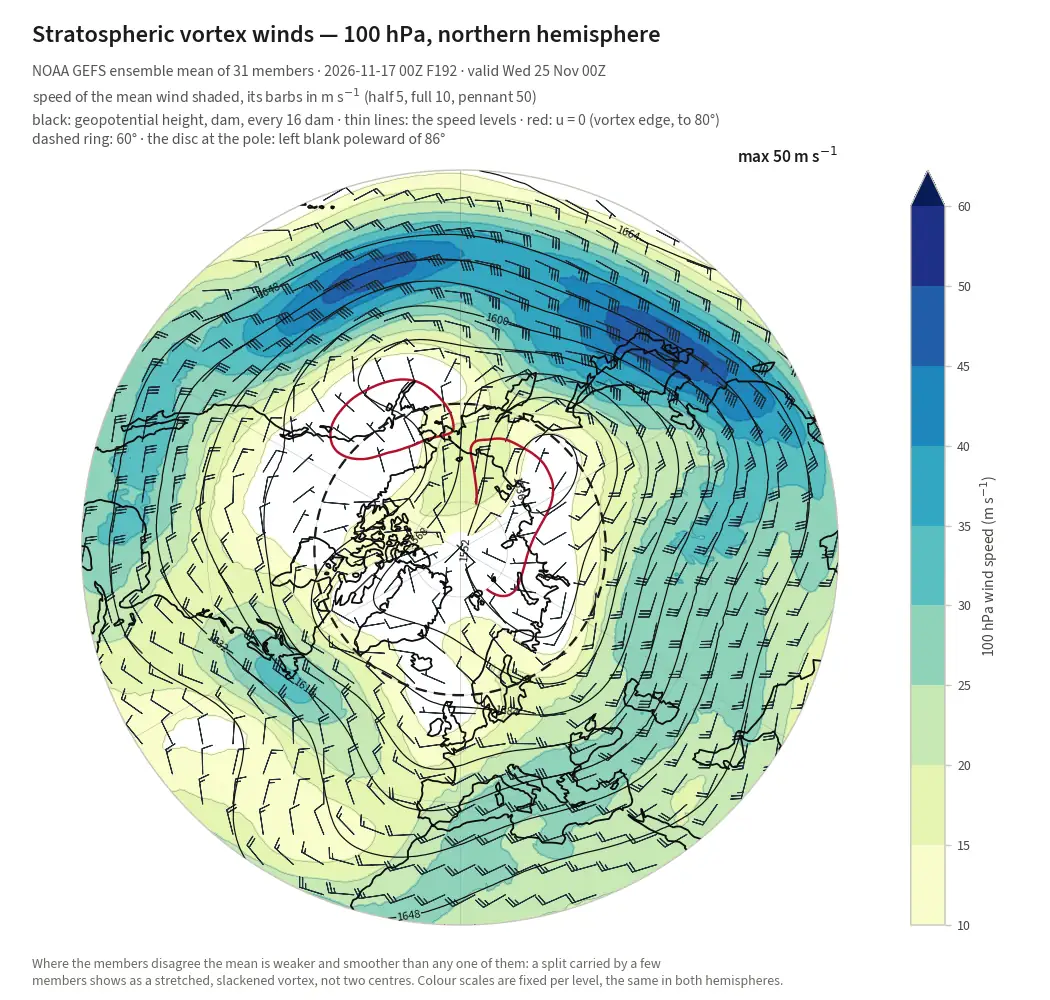 Stratospheric vortex winds — 100 hPa, northern hemisphere
NOAA GEFS ensemble mean of 31 members · 2026-11-17 00Z F192 · valid Wed 25 Nov 00Z
speed of the mean wind shaded, its barbs in m s⁻¹ (half 5, full 10, pennant 50)
black: geopotential height, dam, every 16 dam · thin lines: the speed levels · red: u = 0 (vortex edge, to 80°)
dashed ring: 60° · the disc at the pole: left blank poleward of 86°
max 50 m s⁻¹
1664
1648
1600
1552
1648
60
50
45
40
35
30
25
20
15
10
100 hPa wind speed (m s⁻¹)
Where the members disagree the mean is weaker and smoother than any one of them: a split carried by a few
members shows as a stretched, slackened vortex, not two centres. Colour scales are fixed per level, the same in both hemispheres.